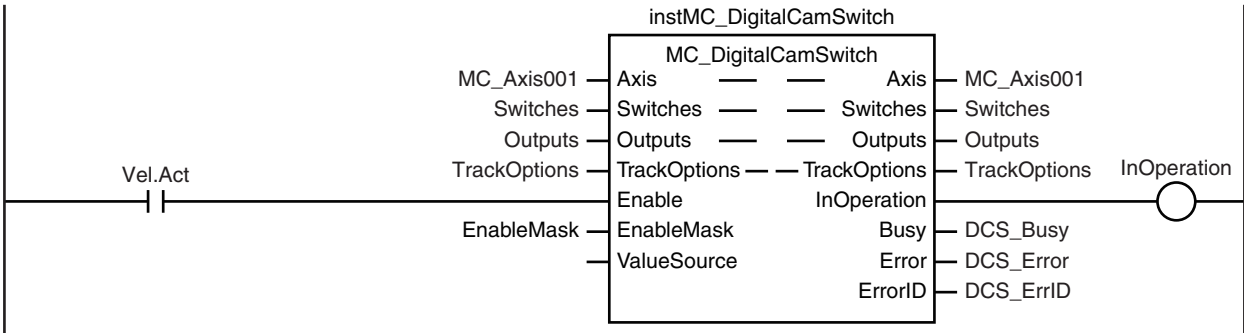 instMC_DigitalCamSwitch
MC_DigitalCamSwitch
MC_Axis001 Axis Axis MC_Axis001
Switches Switches Switches Switches
Outputs Outputs Outputs Outputs
Vel.Act TrackOptions TrackOptions TrackOptions TrackOptions InOperation
Enable InOperation
EnableMask EnableMask Busy DCS_Busy
ValueSource Error DCS_Error
ErrorID DCS_ErrID